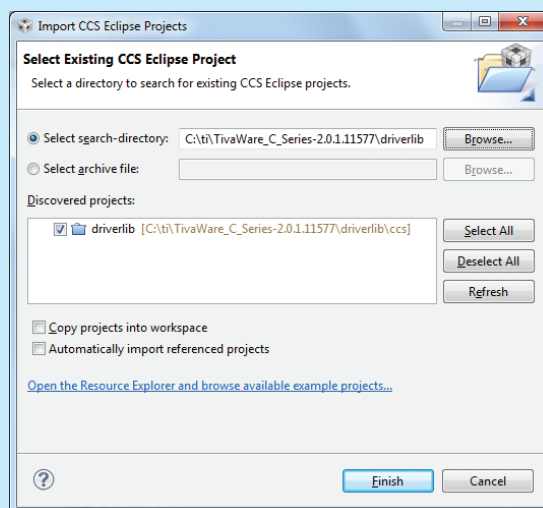 Import CCS Eclipse Projects
Select Existing CCS Eclipse Project
Select a directory to search for existing CCS Eclipse projects.
Select search-directory: C:\ti\TivaWare_C_Series-2.0.1.11577\driverlib Browse...
Select archive file: Browse...
Discovered projects:
driverlib [C:\ti\TivaWare_C_Series-2.0.1.11577\driverlib\ccs]
Select All
Deselect All
Refresh
Copy projects into workspace
Automatically import referenced projects
Open the Resource Explorer and browse available example projects...
? Finish Cancel